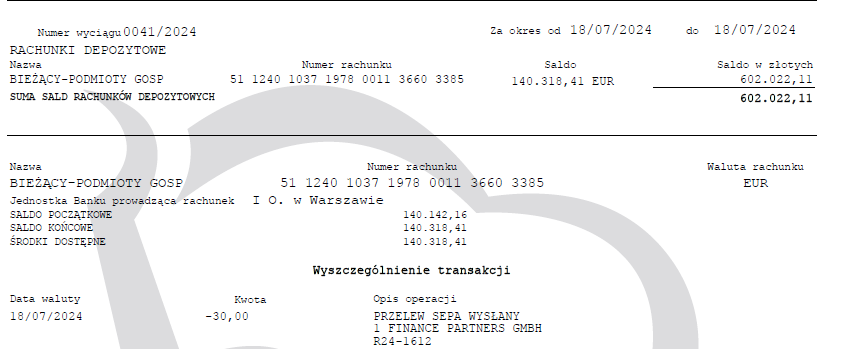 Numer wyciągu 0041/2024 Za okres od 18/07/2024 do 18/07/2024
RACHUNKI DEPOZYTOWE
Nazwa Numer rachunku Saldo Saldo w złotych
BIEŻĄCY-PODMIOTY GOSP 51 1240 1037 1978 0011 3660 3385 140.318,41 EUR 602.022,11
SUMA SALD RACHUNKÓW DEPOZYTOWYCH 602.022,11
Nazwa Numer rachunku Waluta rachunku
BIEŻĄCY-PODMIOTY GOSP 51 1240 1037 1978 0011 3660 3385 EUR
Jednostka Banku prowadząca rachunek I O. w Warszawie
SALDO POCZĄTKOWE 140.142,16
SALDO KOŃCOWE 140.318,41
ŚRODKI DOSTĘPNE 140.318,41
Wyszczególnienie transakcji
Data waluty Kwota Opis operacji
18/07/2024 -30,00 PRZELEW SEPA WYSŁANY
1 FINANCE PARTNERS GMBH
R24-1612